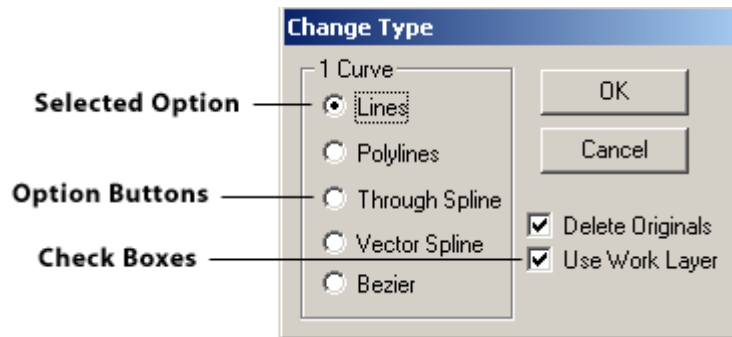 Change Type
1 Curve
Selected Option
Lines
OK
Polylines
Cancel
Option Buttons
Through Spline
Delete Originals
Vector Spline
Check Boxes
Use Work Layer
Bezier